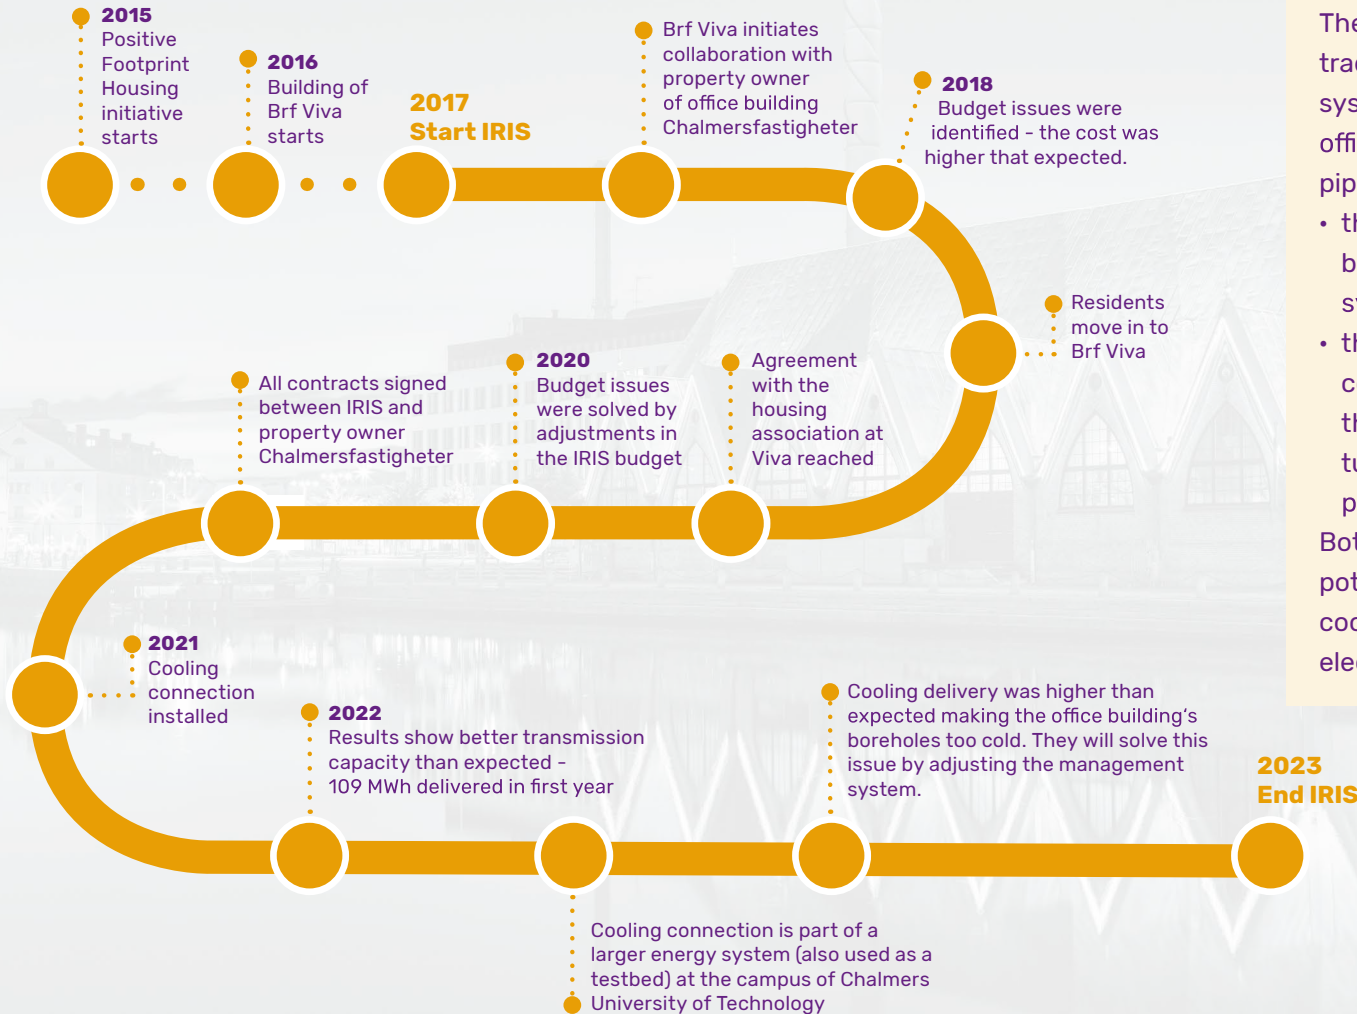 2015
Positive
Footprint
Housing
initiative
starts
2016
Building of
Brf Viva
starts
2017
Start IRIS
Brf Viva initiates
collaboration with
property owner
of office building
Chalmersfastigheter
2018
Budget issues were
identified - the cost was
higher that expected.
Residents
move in to
Brf Viva
Agreement
with the
housing
association at
Viva reached
2020
Budget issues
were solved by
adjustments in
the IRIS budget
All contracts signed
between IRIS and
property owner
Chalmersfastigheter
2021
Cooling
connection
installed
2022
Results show better transmission
capacity than expected -
109 MWh delivered in first year
Cooling connection is part of a
larger energy system (also used as a
testbed) at the campus of Chalmers
University of Technology
Cooling delivery was higher than
expected making the office building‘s
boreholes too cold. They will solve this
issue by adjusting the management
system.
2023
End IRIS